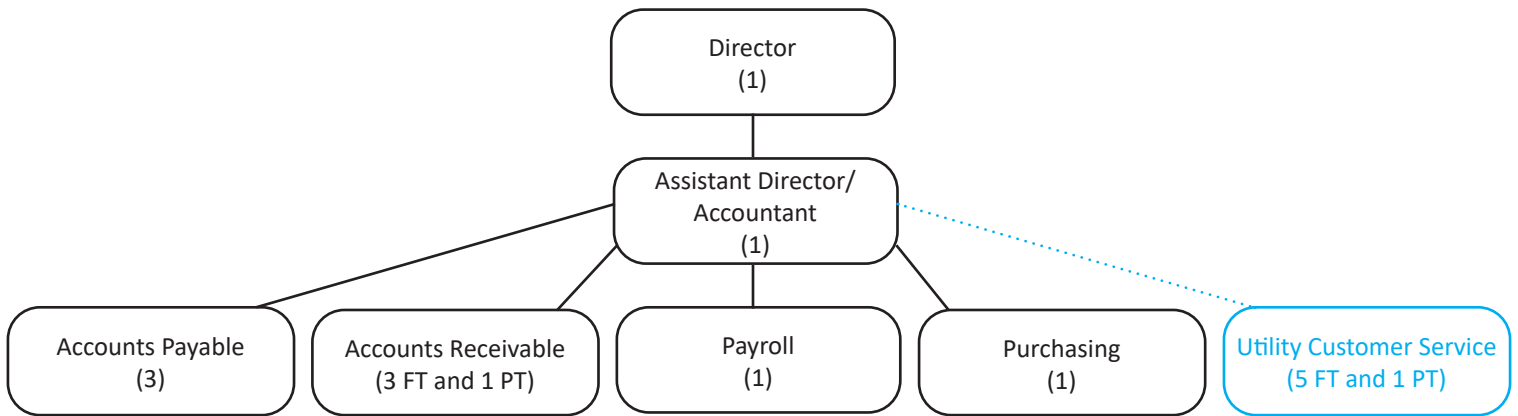 Director
(1)
Assistant Director/
Accountant
(1)
Accounts Payable
(3)
Accounts Receivable
(3 FT and 1 PT)
Payroll
(1)
Purchasing
(1)
Utility Customer Service
(5 FT and 1 PT)